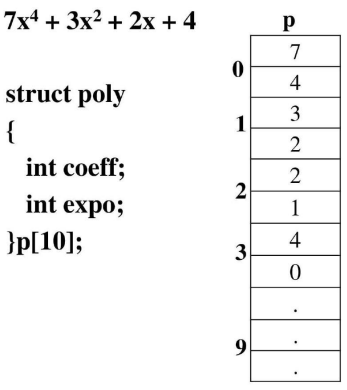 7x⁴ + 3x² + 2x + 4
struct poly
{
int coeff;
int expo;
}p[10];
p
0
7
4
1
3
2
2
2
1
3
4
0
.
9
.
.